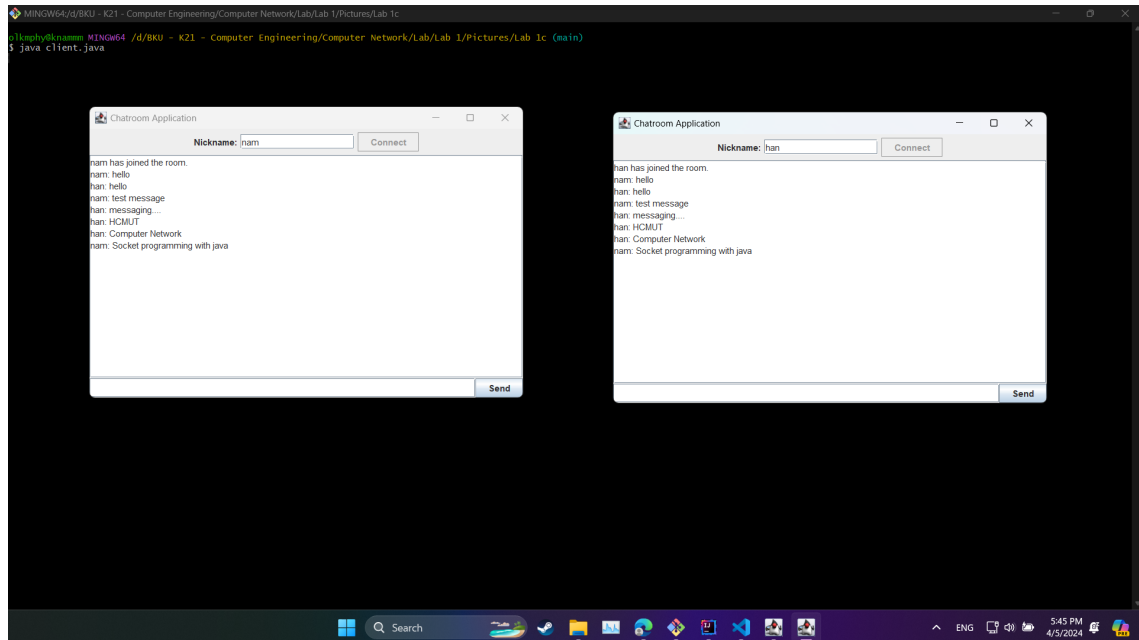 MINGW64:/d/BKU - K21 - Computer Engineering/Computer Network/Lab/Lab 1/Pictures/Lab 1c
olkmphy@knammm MINGW64 /d/BKU - K21 - Computer Engineering/Computer Network/Lab/Lab 1/Pictures/Lab 1c (main)
$ java client.java
Chatroom Application
Nickname: nam Connect
nam has joined the room.
nam: hello
han: hello
nam: test message
han: messaging....
han: HCMUT
han: Computer Network
nam: Socket programming with java
Send
Chatroom Application
Nickname: han Connect
han has joined the room.
nam: hello
han: hello
nam: test message
han: messaging....
han: HCMUT
han: Computer Network
nam: Socket programming with java
Send
Search
ENG
5:45 PM
4/5/2024